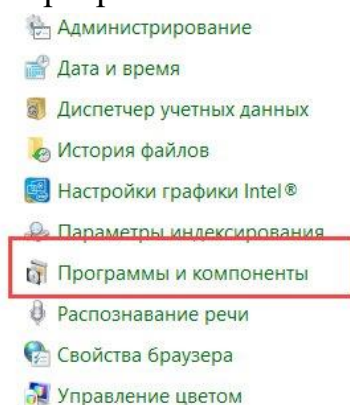 Администрирование
Дата и время
Диспетчер учетных данных
История файлов
Настройки графики Intel®
Параметры индексирования
Программы и компоненты
Распознавание речи
Свойства браузера
Управление цветом